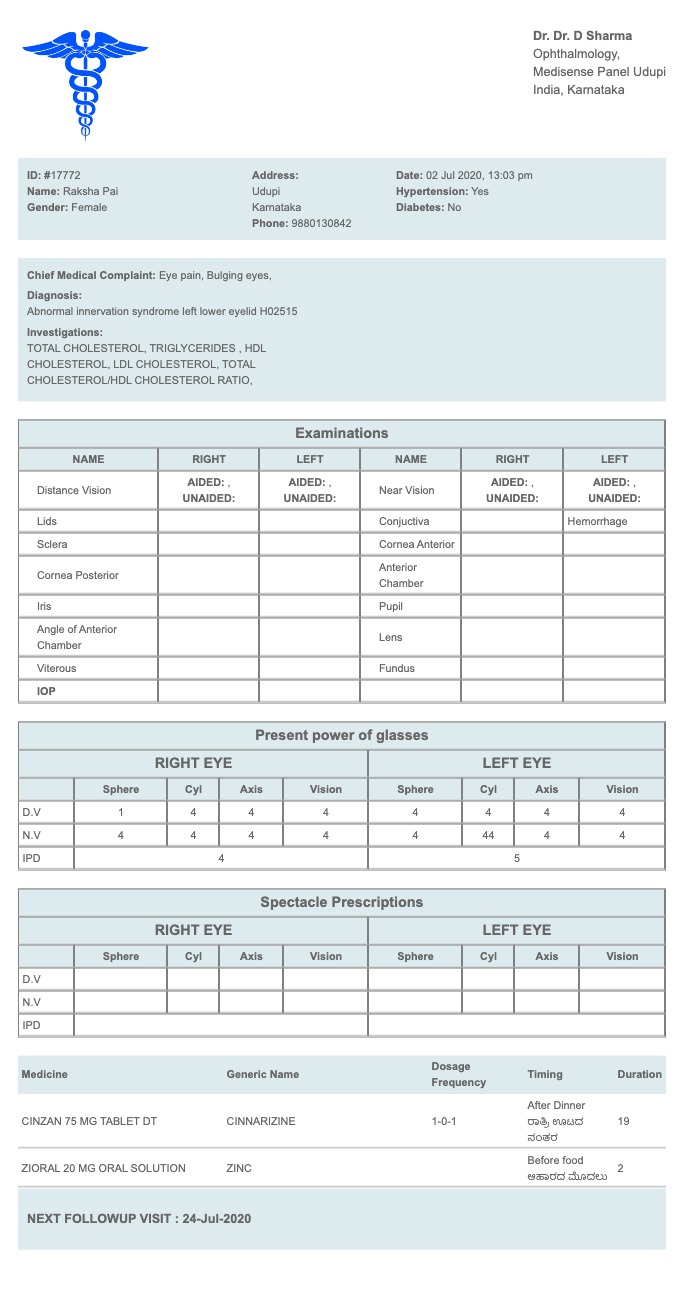 Dr. Dr. D Sharma
Ophthalmology,
Medisense Panel Udupi
India, Karnataka
ID: #17772
Name: Raksha Pai
Gender: Female
Address:
Udupi
Karnataka
Phone: 9880130842
Date: 02 Jul 2020, 13:03 pm
Hypertension: Yes
Diabetes: No
Chief Medical Complaint: Eye pain, Bulging eyes,
Diagnosis:
Abnormal innervation syndrome left lower eyelid H02515
Investigations:
TOTAL CHOLESTEROL, TRIGLYCERIDES , HDL
CHOLESTEROL, LDL CHOLESTEROL, TOTAL
CHOLESTEROL/HDL CHOLESTEROL RATIO,
Examinations
NAME RIGHT LEFT NAME RIGHT LEFT
Distance Vision AIDED: , UNAIDED: AIDED: , UNAIDED: Near Vision AIDED: , UNAIDED: AIDED: , UNAIDED:
Lids Conjuctiva Hemorrhage
Sclera Cornea Anterior
Cornea Posterior Anterior Chamber
Iris Pupil
Angle of Anterior Chamber Lens
Viterous Fundus
IOP
Present power of glasses
RIGHT EYE LEFT EYE
Sphere Cyl Axis Vision Sphere Cyl Axis Vision
D.V 1 4 4 4 4 4 4 4
N.V 4 4 4 4 4 44 4 4
IPD 4 5
Spectacle Prescriptions
RIGHT EYE LEFT EYE
Sphere Cyl Axis Vision Sphere Cyl Axis Vision
D.V
N.V
IPD
Medicine Generic Name Dosage Frequency Timing Duration
CINZAN 75 MG TABLET DT CINNARIZINE 1-0-1 After Dinner ರಾತ್ರಿ ಊಟದ ನಂತರ 19
ZIORAL 20 MG ORAL SOLUTION ZINC Before food ಆಹಾರದ ಮೊದಲು 2
NEXT FOLLOWUP VISIT : 24-Jul-2020